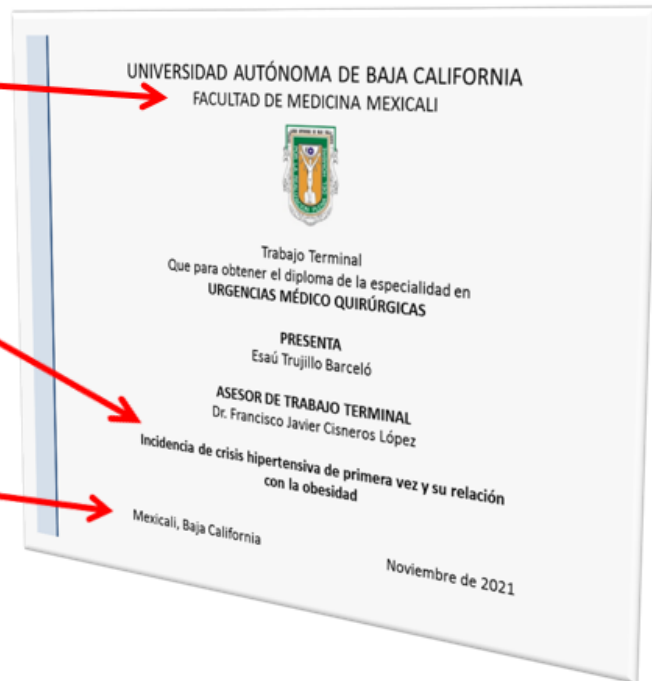 UNIVERSIDAD AUTÓNOMA DE BAJA CALIFORNIA
FACULTAD DE MEDICINA MEXICALI
Trabajo Terminal
Que para obtener el diploma de la especialidad en
URGENCIAS MÉDICO QUIRÚRGICAS
PRESENTA
Esaú Trujillo Barceló
ASESOR DE TRABAJO TERMINAL
Dr. Francisco Javier Cisneros López
Incidencia de crisis hipertensiva de primera vez y su relación
con la obesidad
Mexicali, Baja California
Noviembre de 2021